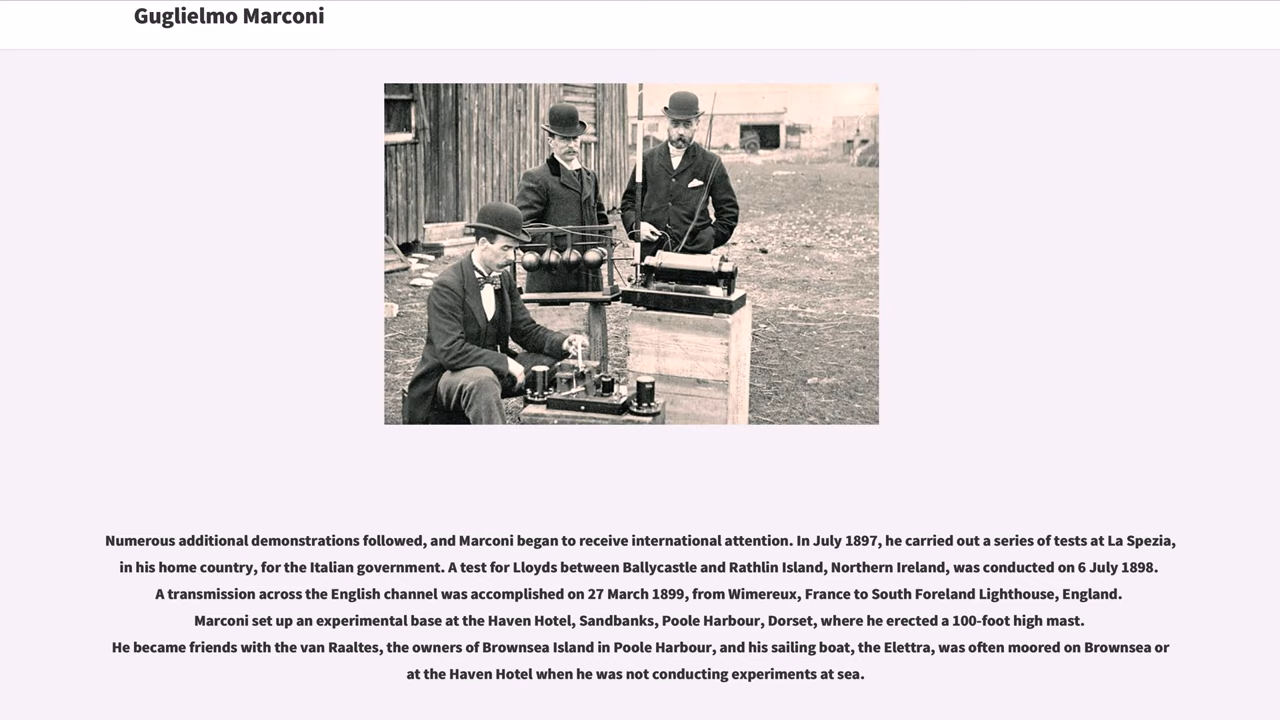 Guglielmo Marconi
Numerous additional demonstrations followed, and Marconi began to receive international attention. In July 1897, he carried out a series of tests at La Spezia,
in his home country, for the Italian government. A test for Lloyds between Ballycastle and Rathlin Island, Northern Ireland, was conducted on 6 July 1898.
A transmission across the English channel was accomplished on 27 March 1899, from Wimereux, France to South Foreland Lighthouse, England.
Marconi set up an experimental base at the Haven Hotel, Sandbanks, Poole Harbour, Dorset, where he erected a 100-foot high mast.
He became friends with the van Raaltes, the owners of Brownsea Island in Poole Harbour, and his sailing boat, the Elettra, was often moored on Brownsea or
at the Haven Hotel when he was not conducting experiments at sea.